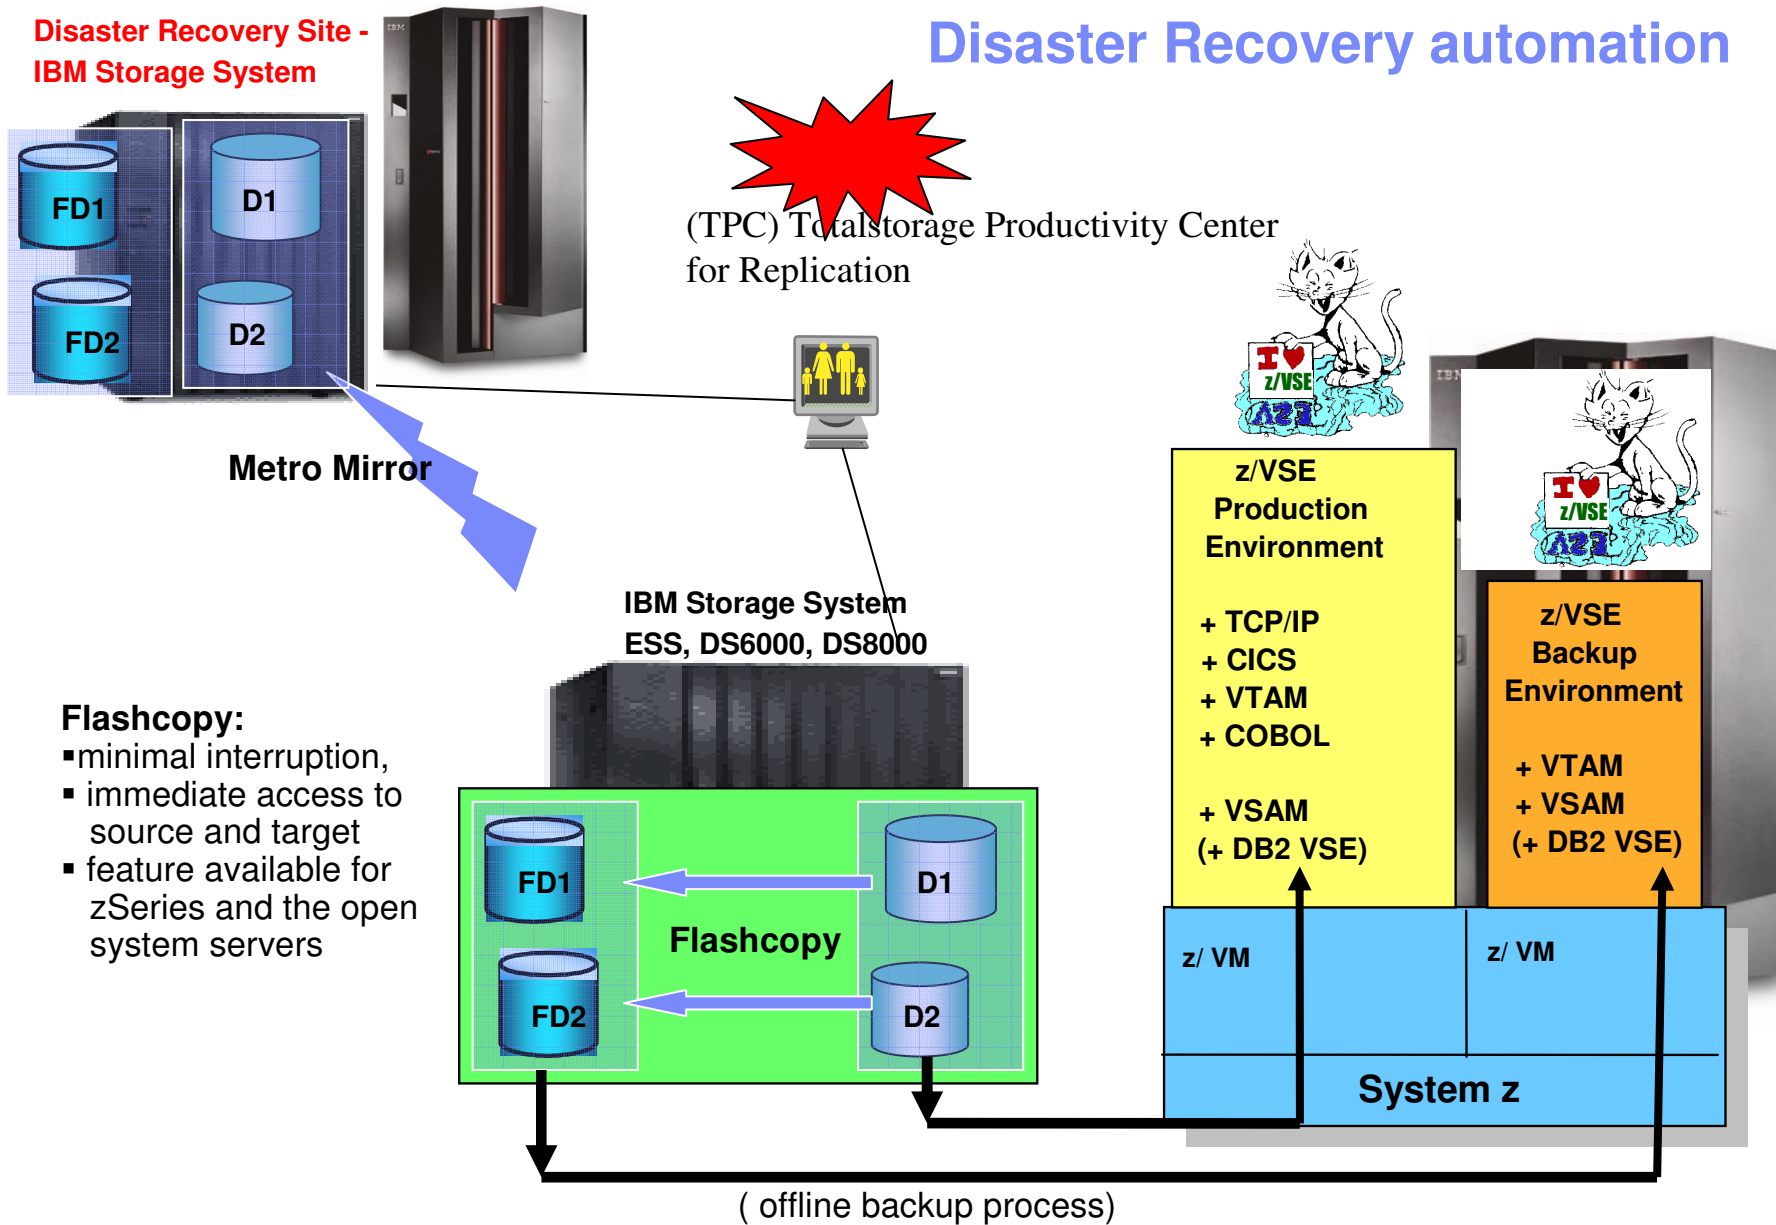 Disaster Recovery Site -
IBM Storage System
Disaster Recovery automation
IBM
FD1
D1
FD2
D2
(TPC) Totalstorage Productivity Center
for Replication
Metro Mirror
I
z/VSE
IBM
I
z/VSE
z/VSE
Production
Environment
+ TCP/IP
+ CICS
+ VTAM
+ COBOL
+ VSAM
(+ DB2 VSE)
z/VSE
Backup
Environment
+ VTAM
+ VSAM
(+ DB2 VSE)
IBM Storage System
ESS, DS6000, DS8000
Flashcopy:
▪minimal interruption,
▪ immediate access to
source and target
▪ feature available for
zSeries and the open
system servers
FD1
D1
Flashcopy
FD2
D2
z/ VM
z/ VM
System z
( offline backup process)